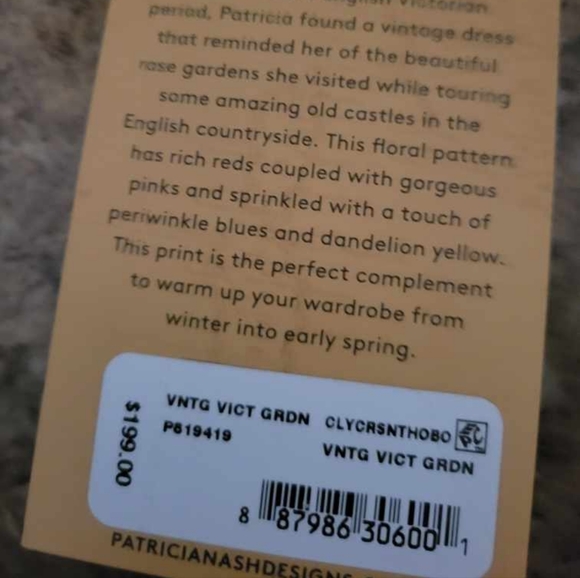 English Victorian
period, Patricia found a vintage dress
that reminded her of the beautiful
rose gardens she visited while touring
some amazing old castles in the
English countryside. This floral pattern
has rich reds coupled with gorgeous
pinks and sprinkled with a touch of
periwinkle blues and dandelion yellow.
This print is the perfect complement
to warm up your wardrobe from
winter into early spring.
$199.00
VNTG VICT GRDN CLYCRSNTHOBO
P819419
VNTG VICT GRDN
8 87986 30600 1
PATRICIANASHDESIGNS